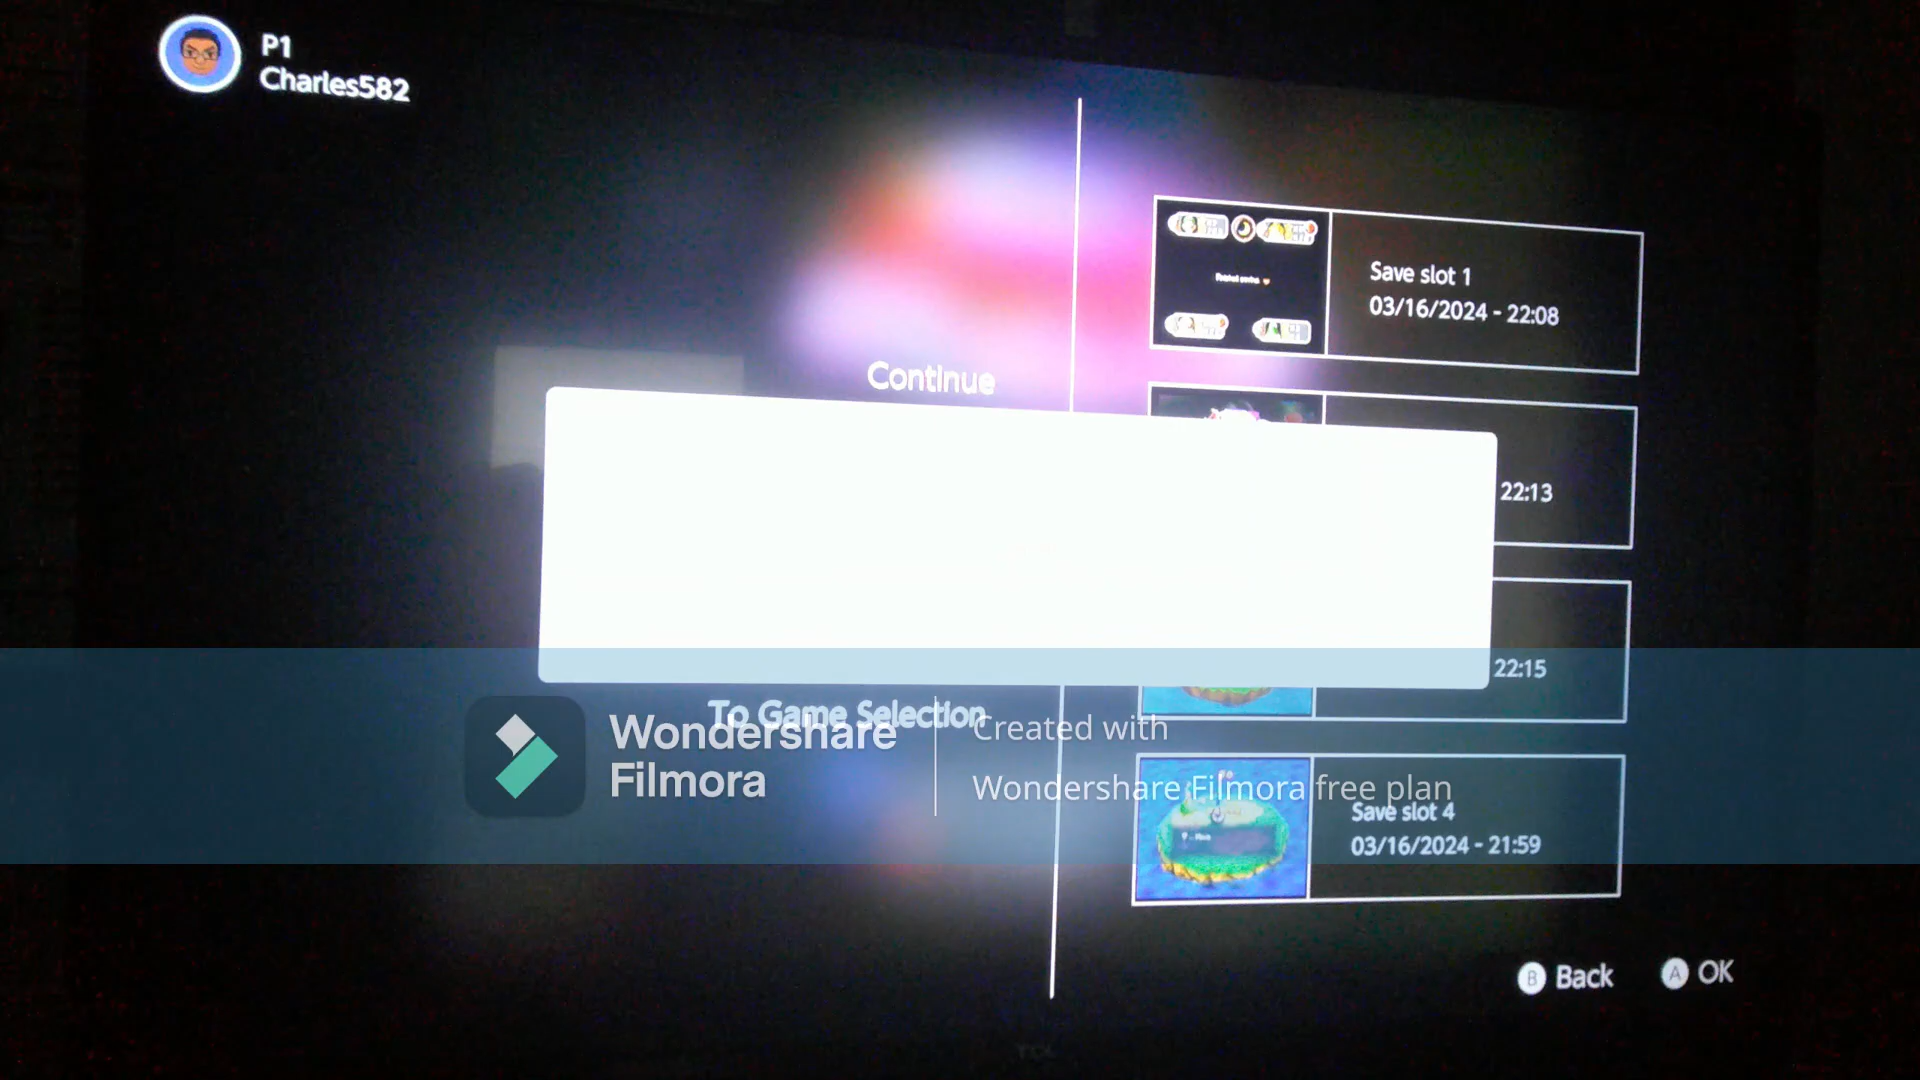 P1
Charles582
Continue
Save slot 1
03/16/2024 - 22:08
22:13
22:15
To Game Selection
Wondershare
Filmora
Created with
Wondershare Filmora free plan
Save slot 4
03/16/2024 - 21:59
B Back
A OK